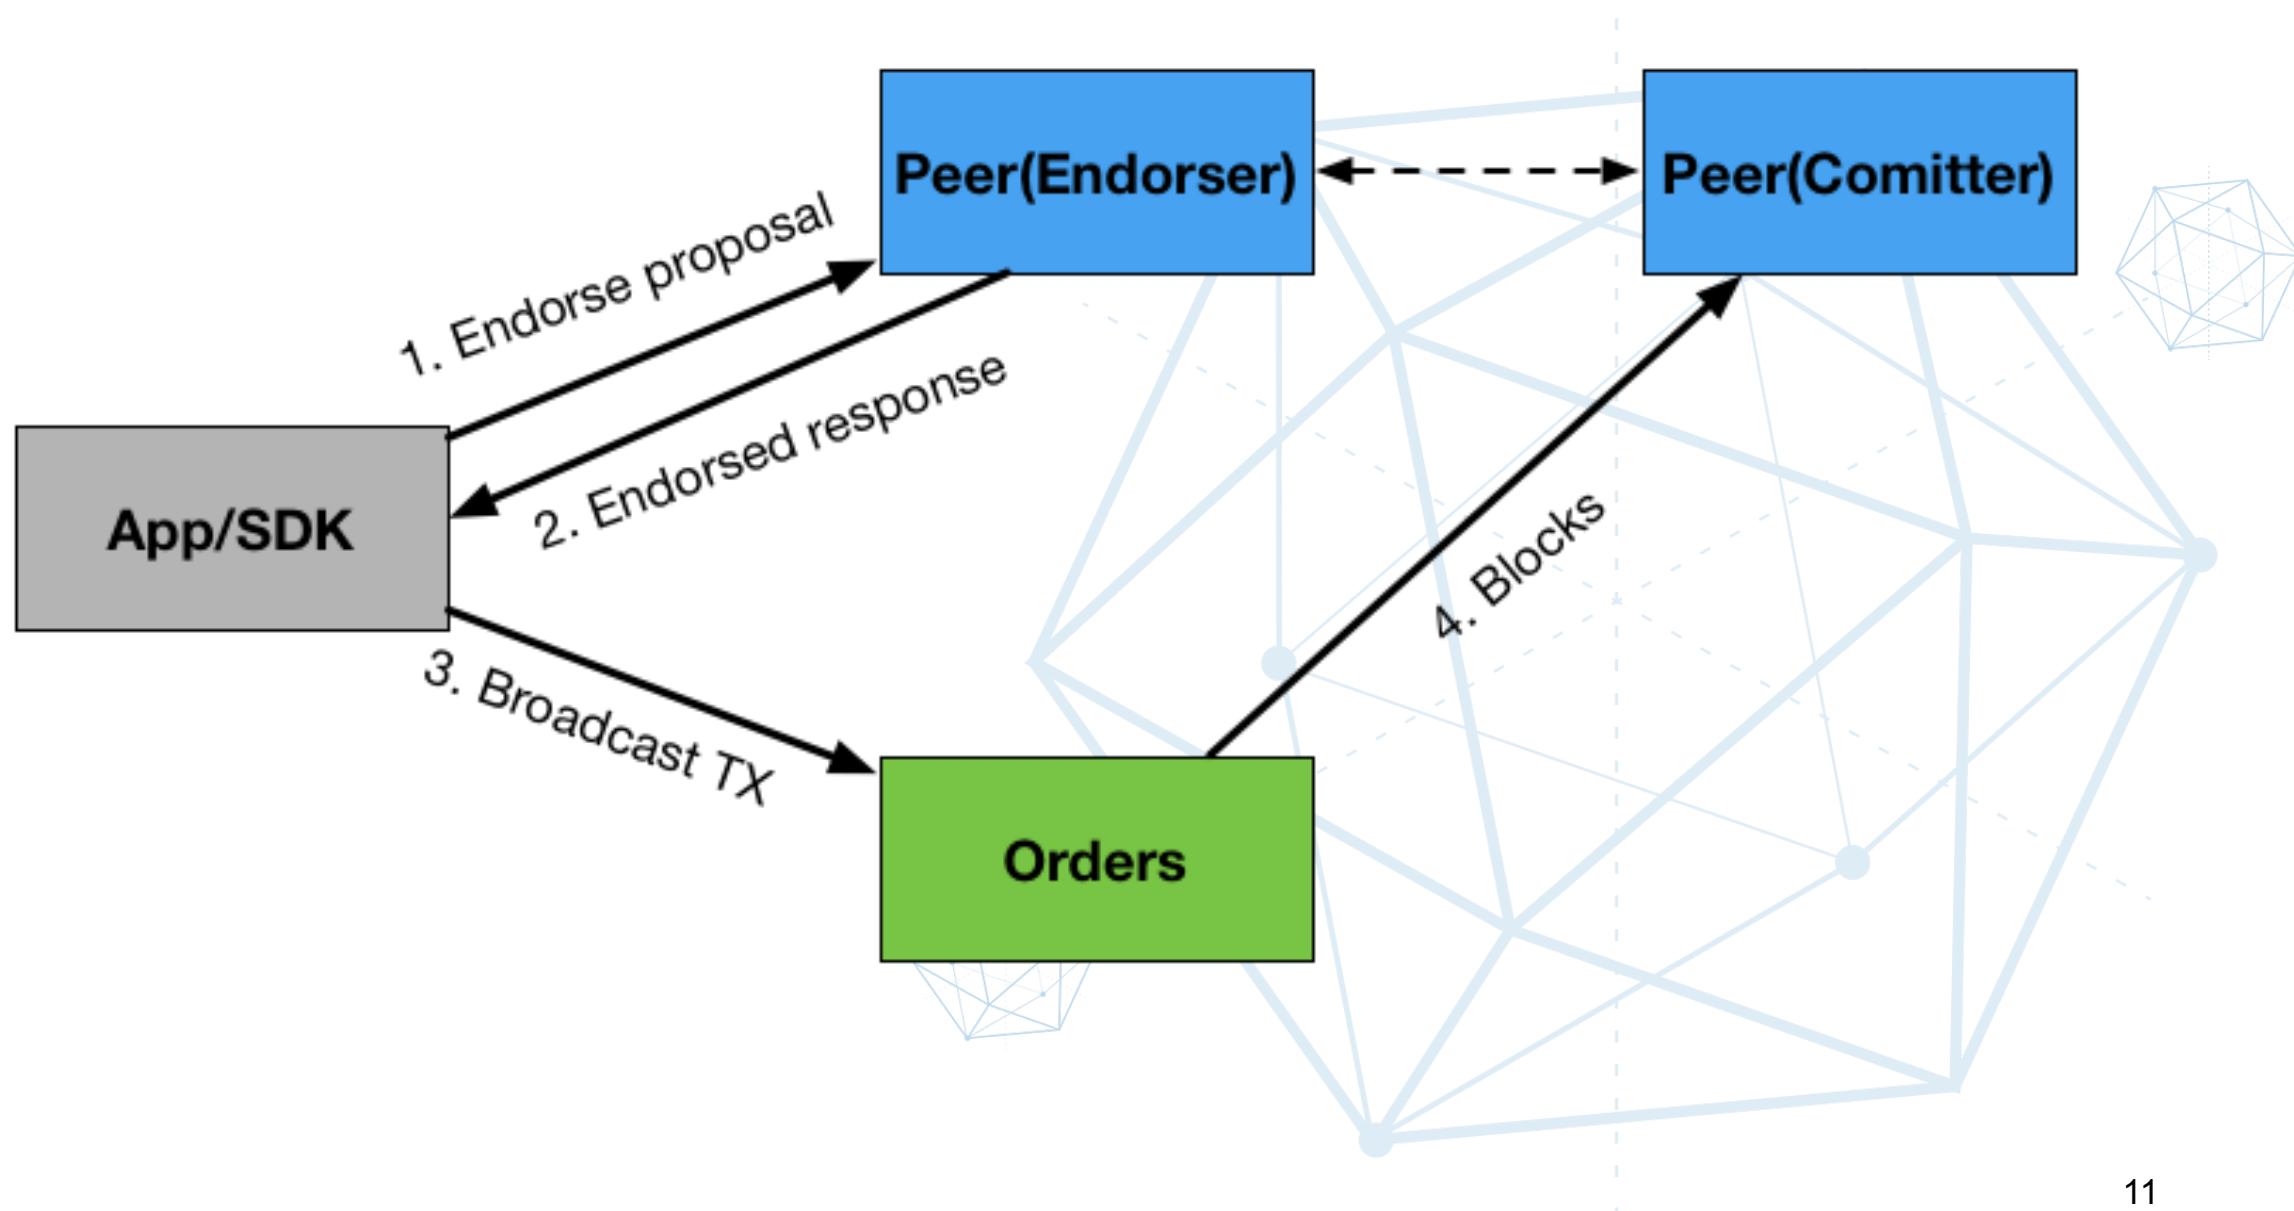 Peer(Endorser)
Peer(Comitter)
1. Endorse proposal
2. Endorsed response
App/SDK
4. Blocks
3. Broadcast TX
Orders
11